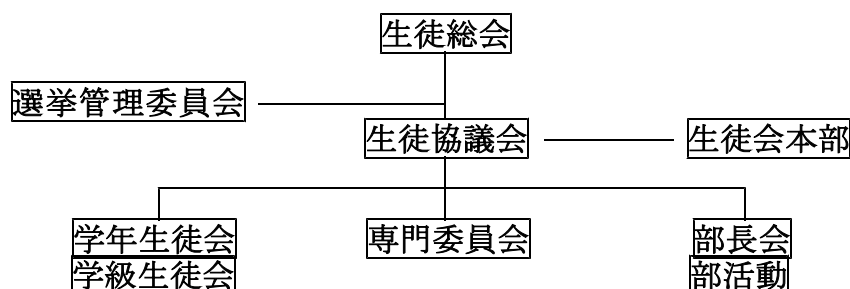 生徒総会
選挙管理委員会
生徒協議会
生徒会本部
学年生徒会
専門委員会
部長会
学級生徒会
部活動